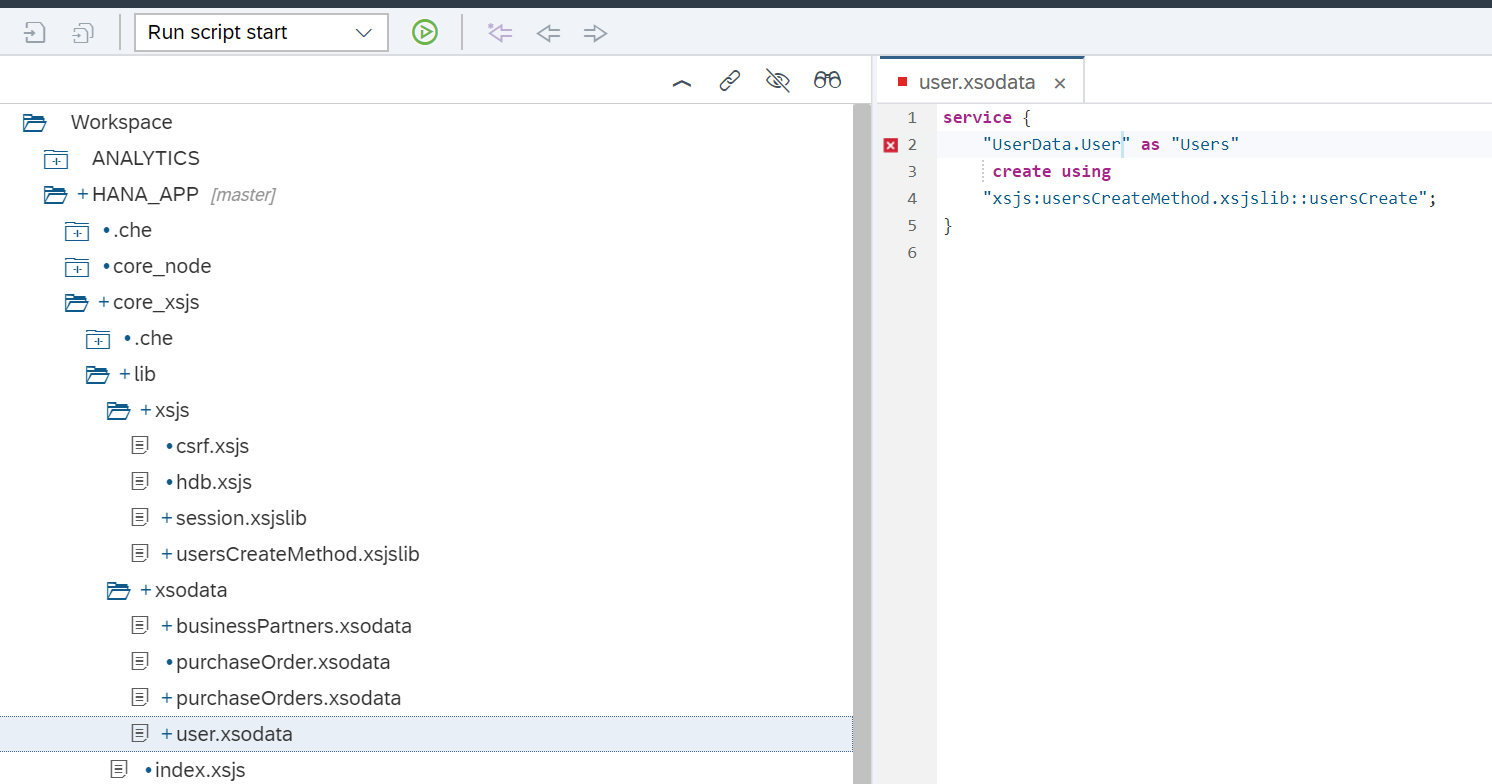 Run script start
user.xsodata ×
Workspace
ANALYTICS
+HANA_APP [master]
•.che
•core_node
+core_xsjs
•.che
+lib
+xsjs
•csrf.xsjs
•hdb.xsjs
+session.xsjslib
+usersCreateMethod.xsjslib
+xsodata
+businessPartners.xsodata
•purchaseOrder.xsodata
+purchaseOrders.xsodata
+user.xsodata
•index.xsjs
1 service {
2 "UserData.User" as "Users"
3 create using
4 "xsjs:usersCreateMethod.xsjslib::usersCreate";
5 }
6